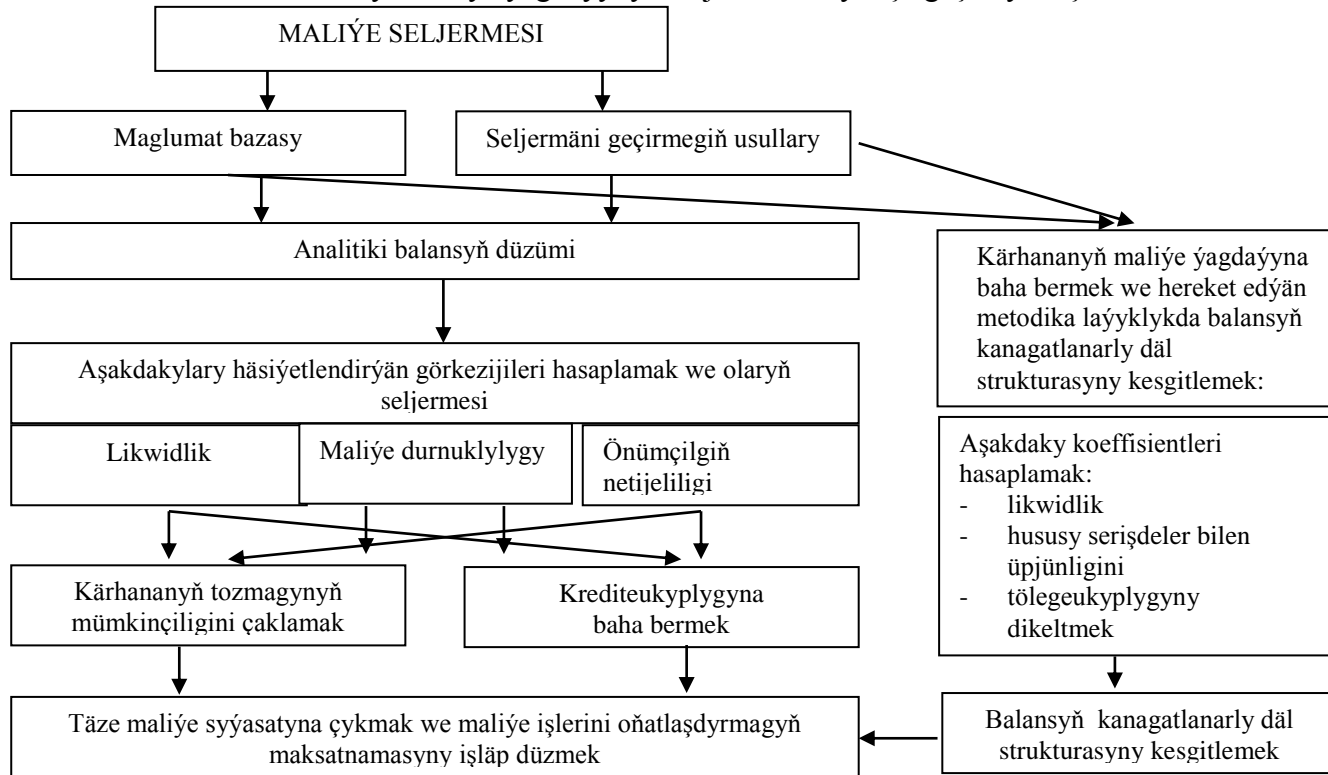 MALIÝE SELJERMESI
Maglumat bazasy
Seljermäni geçirmegiň usullary
Analitiki balansyň düzümi
Kärhananyň maliýe ýagdaýyna
baha bermek we hereket edýän
metodika laýyklykda balansyň
kanagatlanarly däl
strukturasyny kesgitlemek:
Aşakdakylary häsiýetlendirýän görkezijileri hasaplamak we olaryň
seljermesi
Likwidlik
Maliýe durnuklylygy
Önümçilgiň
netijeliligi
Aşakdaky koeffisientleri
hasaplamak:
- likwidlik
- hususy serişdeler bilen
üpjünligini
- tölegeukyplygyny
dikeltmek
Kärhananyň tozmagynyň
mümkinçiligini çaklamak
Krediteukyplygyna
baha bermek
Täze maliýe syýasatyna çykmak we maliýe işlerini oňatlaşdyrmagyň
maksatnamasyny işläp düzmek
Balansyň kanagatlanarly däl
strukturasyny kesgitlemek